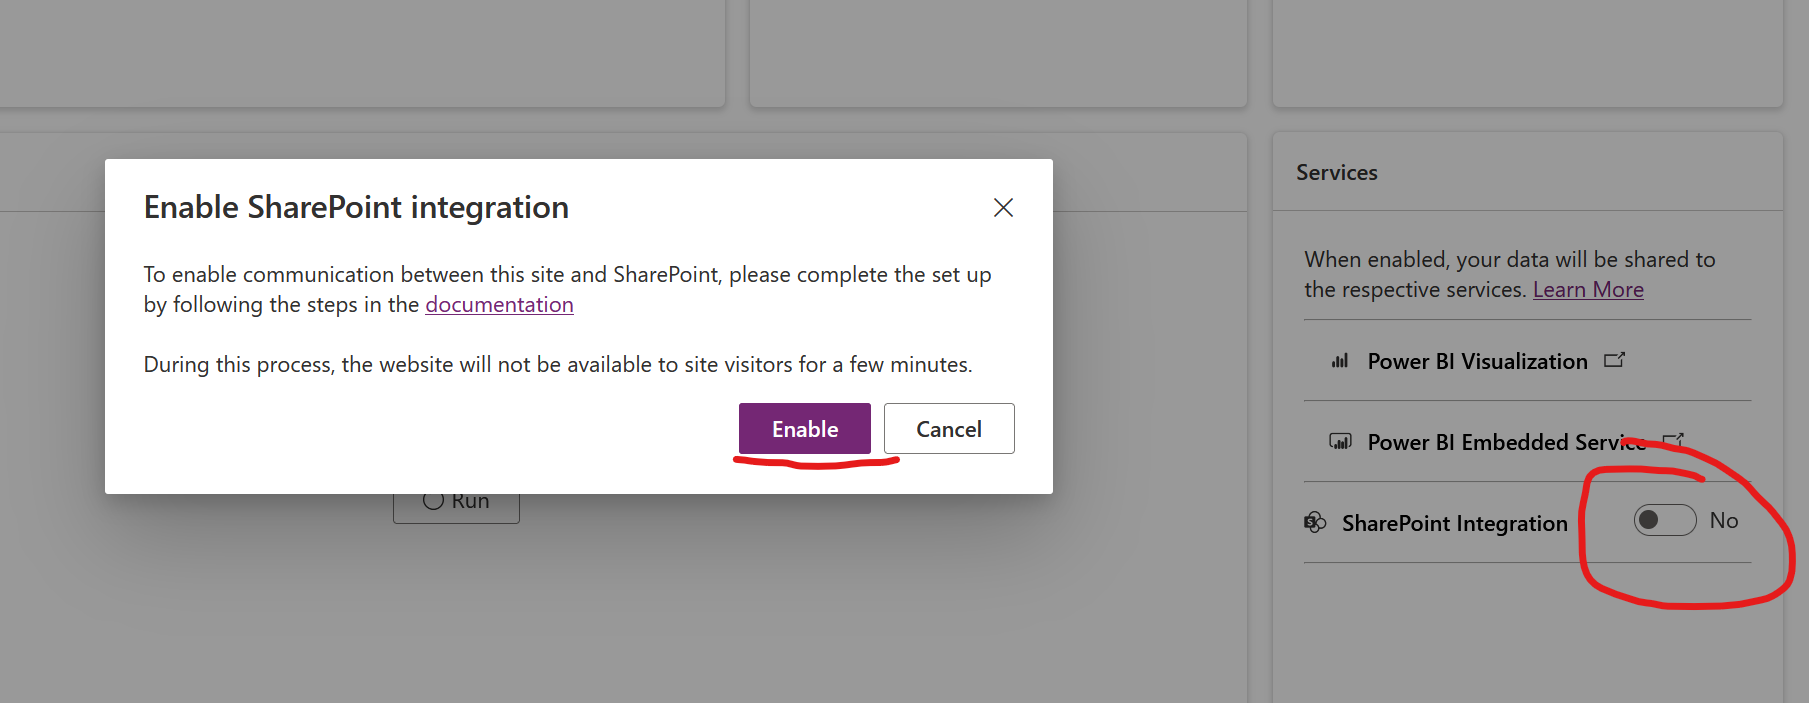 Enable SharePoint integration
To enable communication between this site and SharePoint, please complete the set up
by following the steps in the documentation
During this process, the website will not be available to site visitors for a few minutes.
Enable
Cancel
Run
Services
When enabled, your data will be shared to
the respective services. Learn More
Power BI Visualization
Power BI Embedded Service
SharePoint Integration
No